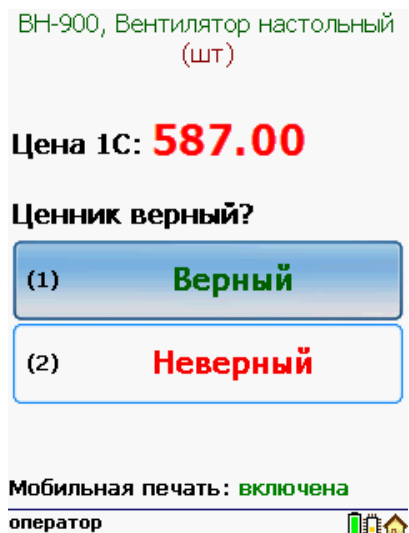 ВН-900, Вентилятор настольный
(шт)
Цена 1С: 587.00
Ценник верный?
(1) Верный
(2) Неверный
Мобильная печать: включена
оператор